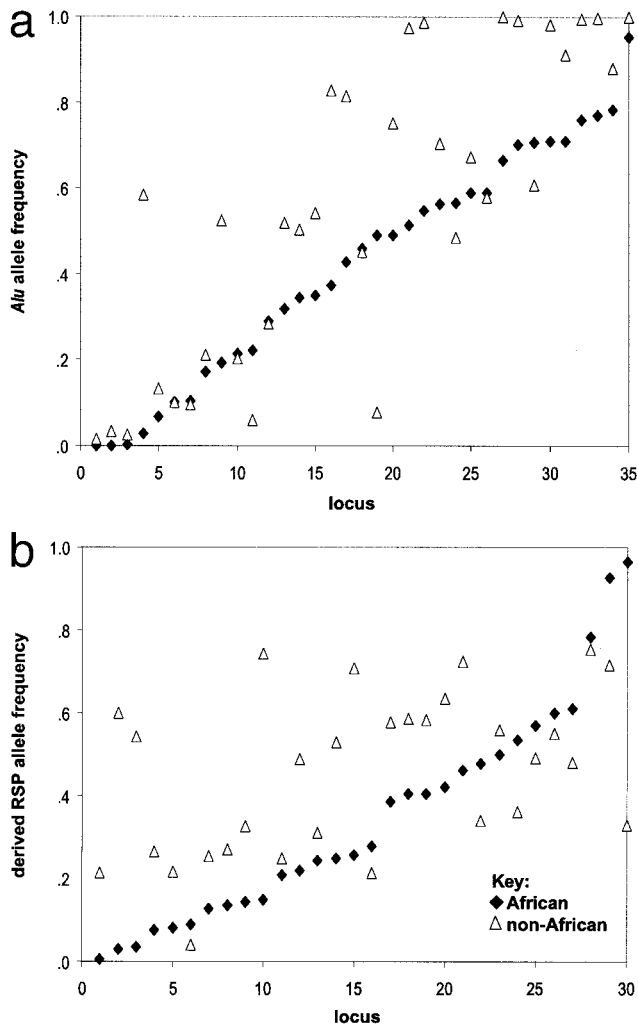 a
1.0
.8
.6
.4
.2
.0
Alu allele frequency
0 5 10 15 20 25 30 35
locus
b
1.0
.8
.6
.4
.2
.0
derived RSP allele frequency
Key:
African
non-African
0 5 10 15 20 25 30
locus